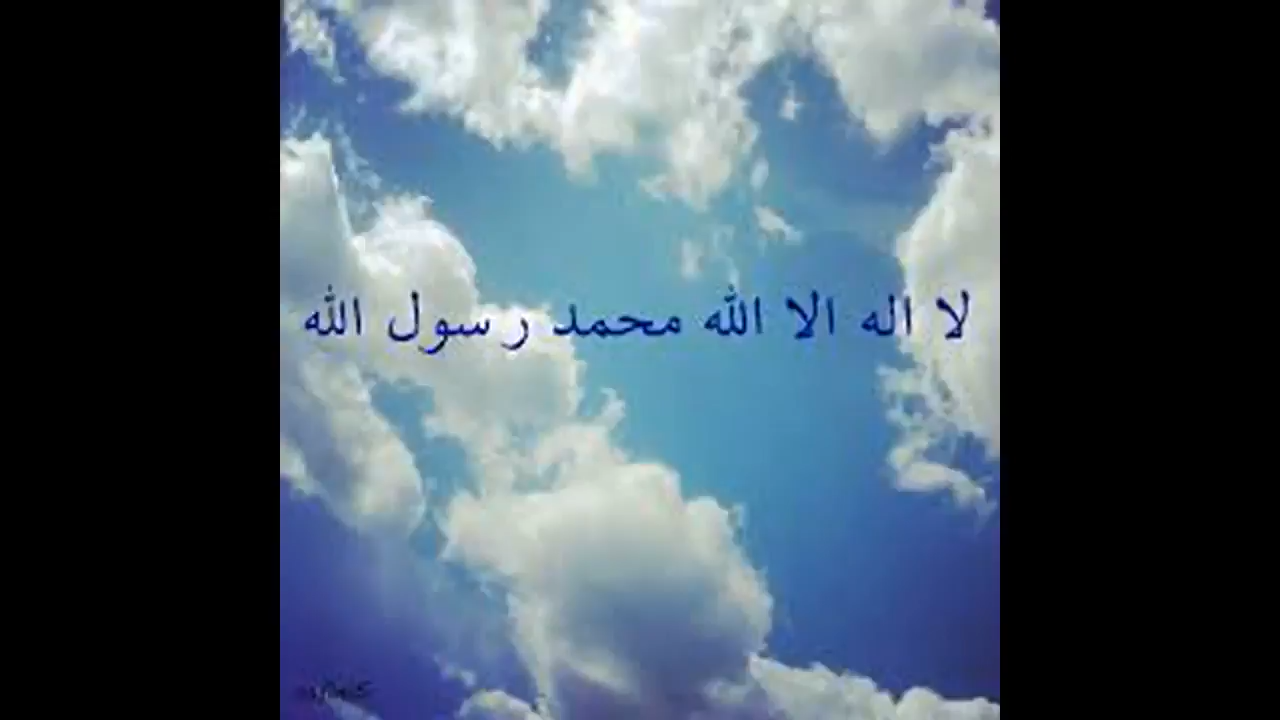 لا اله الا الله محمد رسول الله